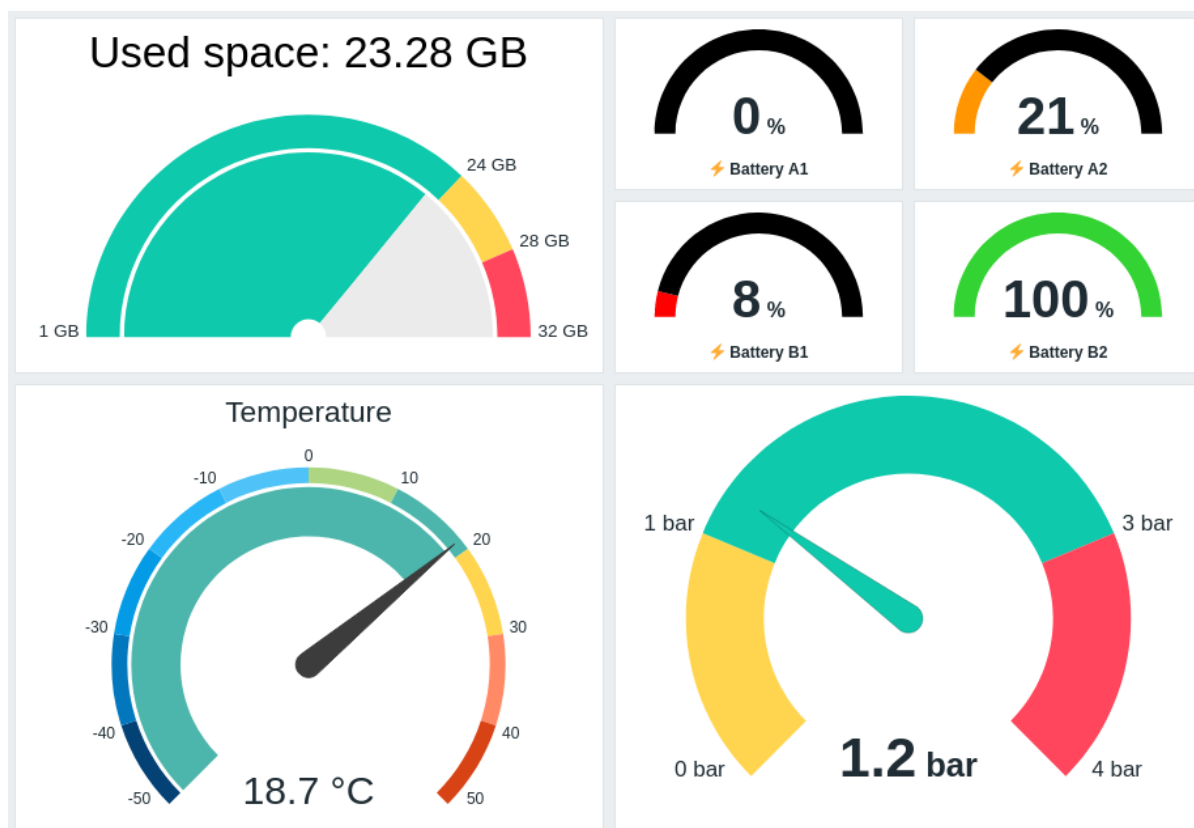 Used space: 23.28 GB
24 GB
28 GB
1 GB
32 GB
0 %
⚡ Battery A1
21 %
⚡ Battery A2
8 %
⚡ Battery B1
100 %
⚡ Battery B2
Temperature
0
-10
10
-20
20
-30
30
-40
40
-50
50
18.7 °C
1 bar
3 bar
0 bar
4 bar
1.2 bar